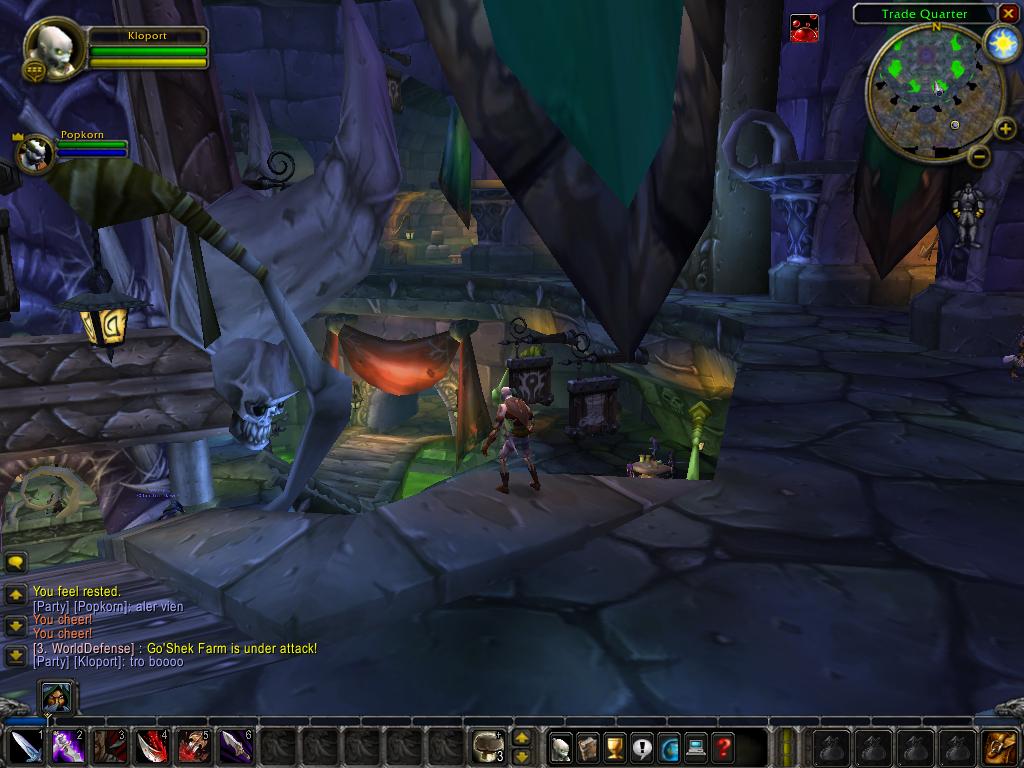 Kloport
Trade Quarter
N
Popkorn
You feel rested.
[Party] [Popkorn]: aler vien
You cheer!
You cheer!
[3. WorldDefense] : Go'Shek Farm is under attack!
[Party] [Kloport]: tro boooo
1 2 3 4 5 6
3